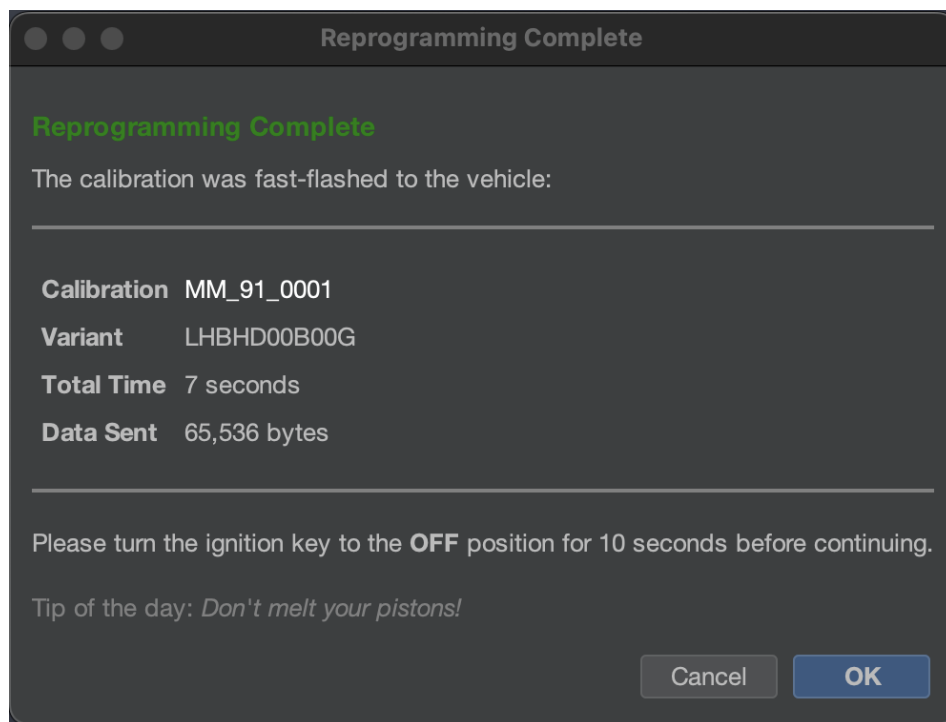 Reprogramming Complete
Reprogramming Complete
The calibration was fast-flashed to the vehicle:
Calibration MM_91_0001
Variant LHBHD00B00G
Total Time 7 seconds
Data Sent 65,536 bytes
Please turn the ignition key to the OFF position for 10 seconds before continuing.
Tip of the day: Don't melt your pistons!
Cancel OK